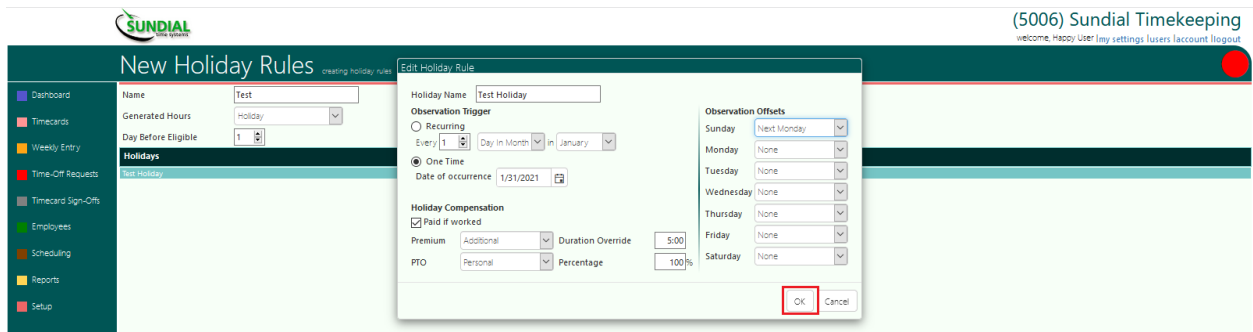 SUNDIAL
time systems
(5006) Sundial Timekeeping
welcome, Happy User |my settings |users |account |logout
New Holiday Rules creating holiday rules
Dashboard
Timecards
Weekly Entry
Time-Off Requests
Timecard Sign-Offs
Employees
Scheduling
Reports
Setup
Name Test
Generated Hours Holiday
Day Before Eligible 1
Holidays
Test Holiday
Edit Holiday Rule
Holiday Name Test Holiday
Observation Trigger
Recurring
Every 1 Day in Month in January
One Time
Date of occurrence 1/31/2021
Holiday Compensation
Paid if worked
Premium Additional Duration Override 5:00
PTO Personal Percentage 100 %
Observation Offsets
Sunday Next Monday
Monday None
Tuesday None
Wednesday None
Thursday None
Friday None
Saturday None
OK Cancel